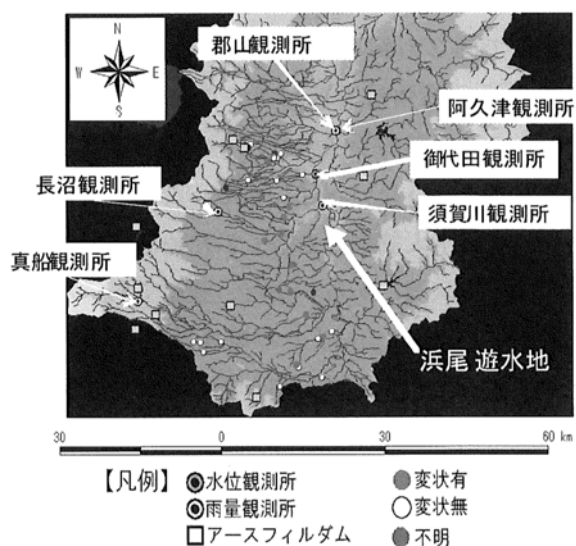 N
W E
S
郡山観測所
阿久津観測所
御代田観測所
長沼観測所
須賀川観測所
真船観測所
浜尾 遊水地
30 0 30 60 km
【凡例】
水位観測所 変状有
雨量観測所 変状無
アースフィルダム 不明